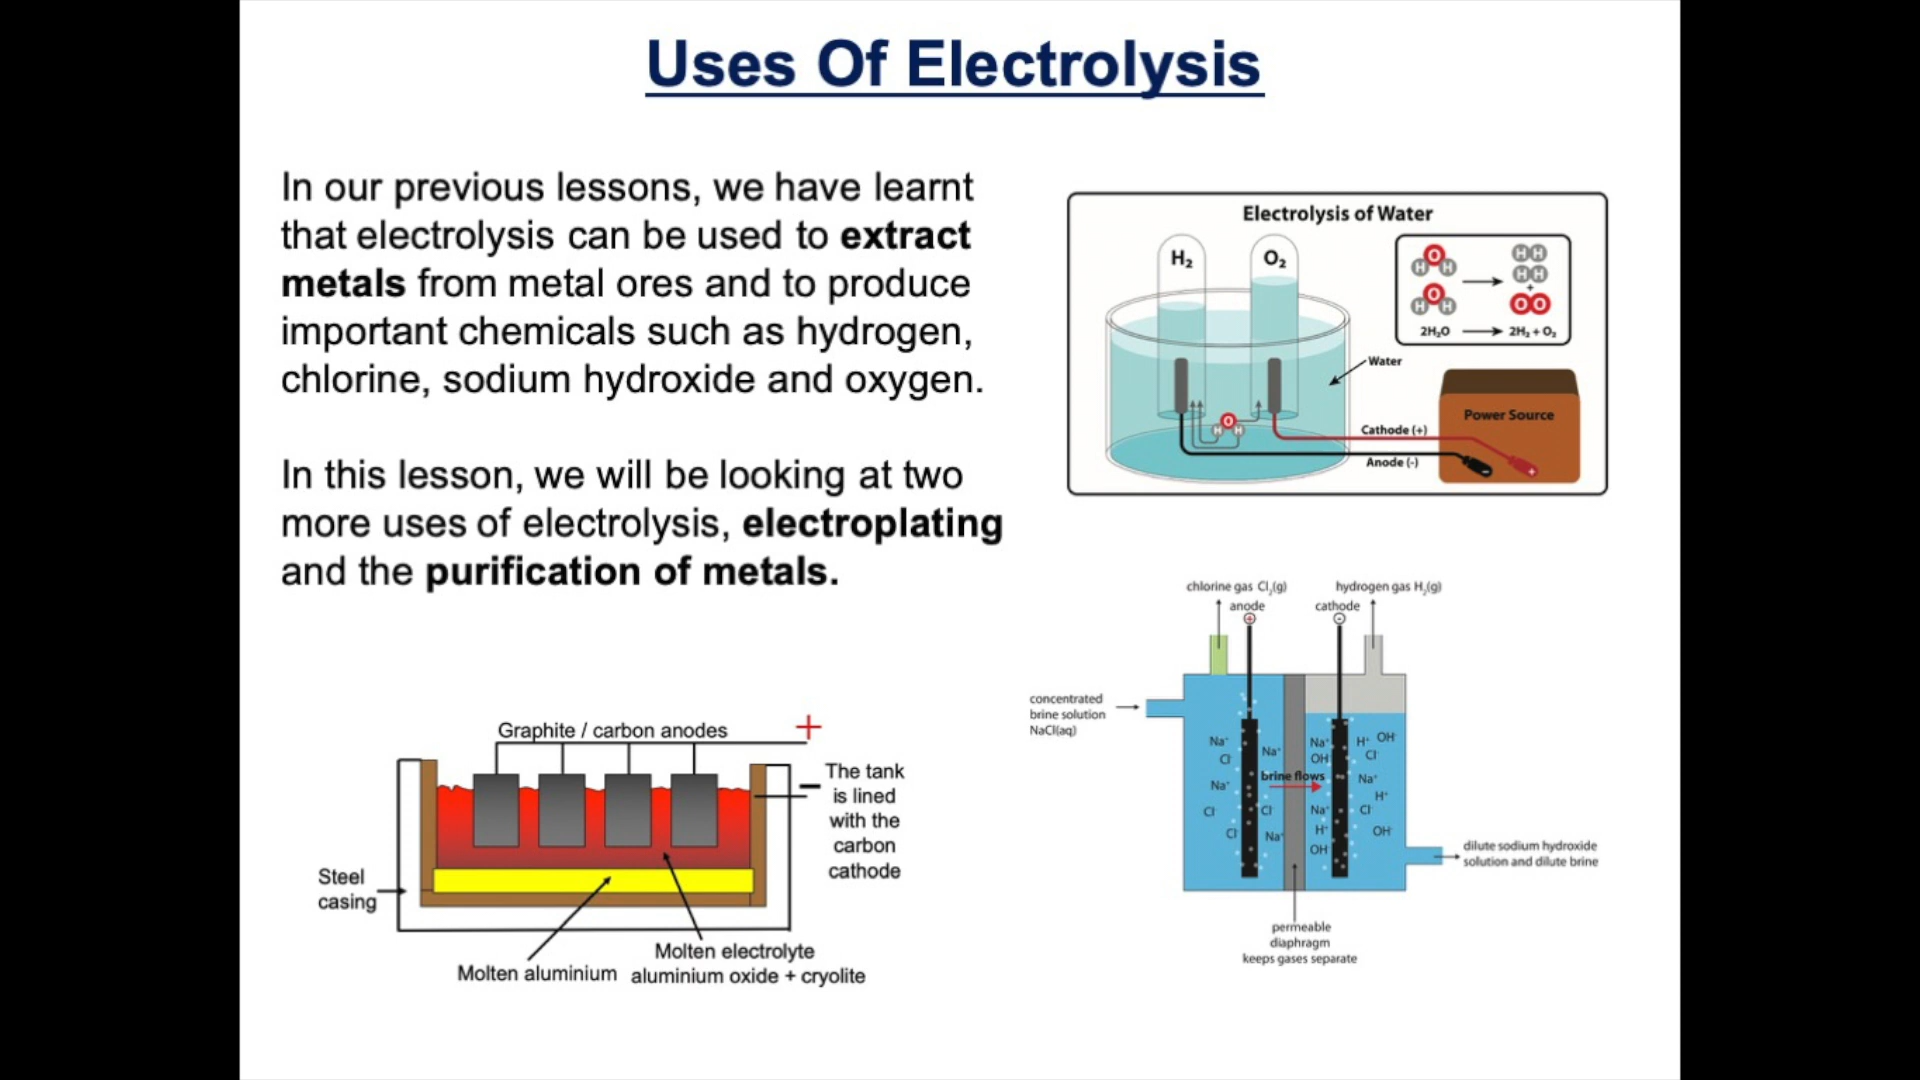 Uses Of Electrolysis
In our previous lessons, we have learnt
that electrolysis can be used to extract
metals from metal ores and to produce
important chemicals such as hydrogen,
chlorine, sodium hydroxide and oxygen.
In this lesson, we will be looking at two
more uses of electrolysis, electroplating
and the purification of metals.
Electrolysis of Water
H₂
O₂
O
H H
O
H H
HH
HH
+
OO
2H₂O → 2H₂ + O₂
Water
Power Source
O
H H
Cathode (+)
Anode (-)
- +
Graphite / carbon anodes
+
−
The tank
is lined
with the
carbon
cathode
Steel
casing
Molten aluminium
Molten electrolyte
aluminium oxide + cryolite
chlorine gas Cl₂(g)
hydrogen gas H₂(g)
anode
cathode
+
-
concentrated
brine solution
NaCl(aq)
Na⁺
Cl⁻
Na⁺
Na⁺
Cl⁻
Cl⁻
Cl⁻
Na⁺
brine flows
Na⁺
OH⁻
H⁺
OH⁻
Cl⁻
Na⁺
H⁺
Na⁺
Cl⁻
H⁺
OH⁻
OH⁻
dilute sodium hydroxide
solution and dilute brine
permeable
diaphragm
keeps gases separate